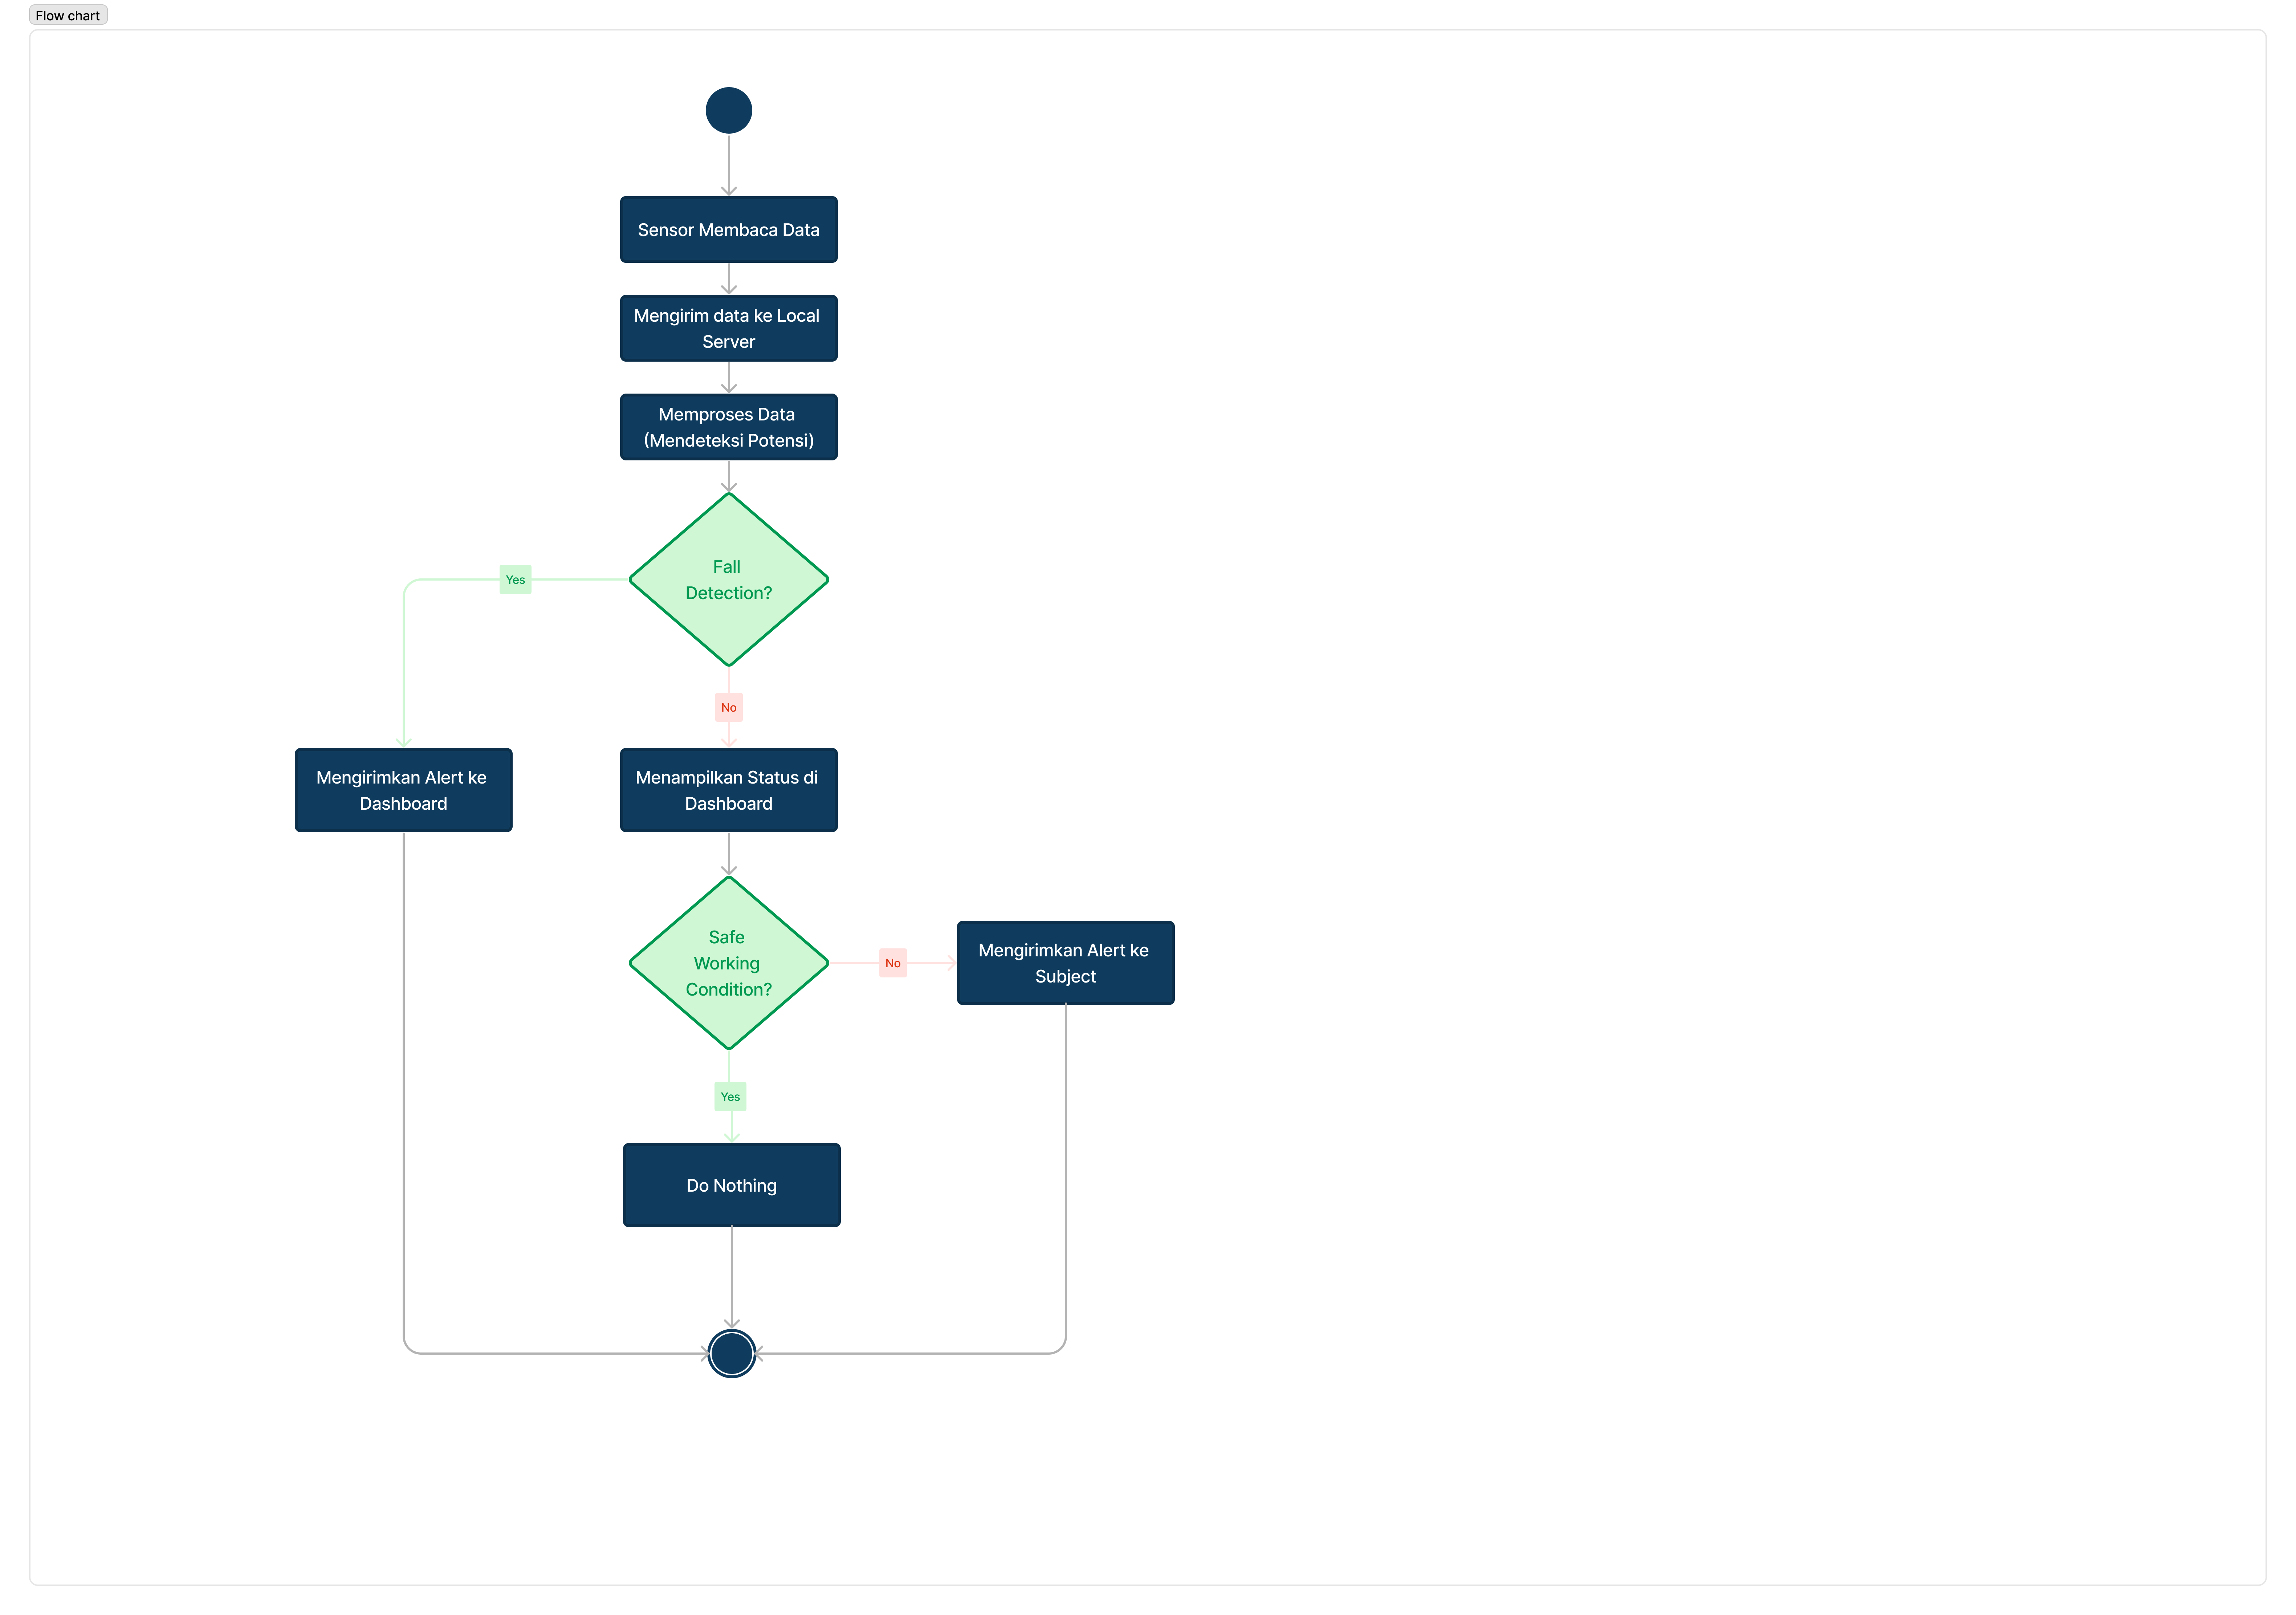 Flow chart
Sensor Membaca Data
Mengirim data ke Local
Server
Memproses Data
(Mendeteksi Potensi)
Fall
Detection?
Yes
No
Mengirimkan Alert ke
Dashboard
Menampilkan Status di
Dashboard
Safe
Working
Condition?
No
Mengirimkan Alert ke
Subject
Yes
Do Nothing